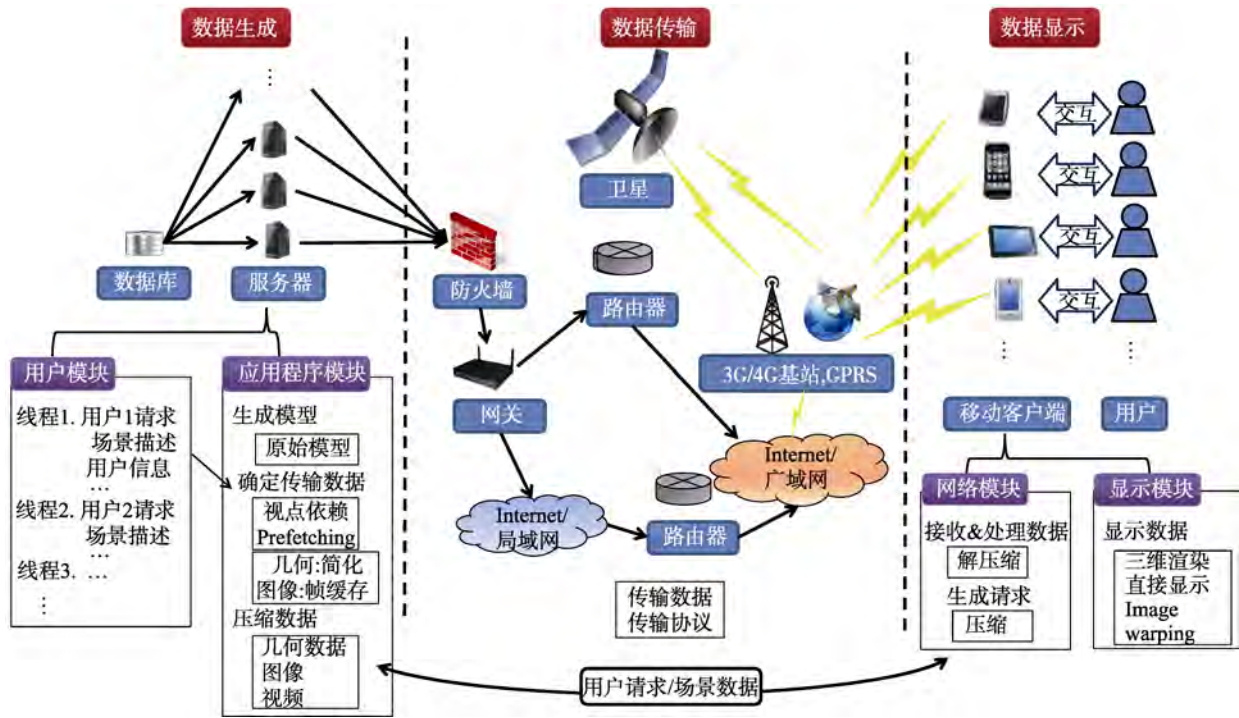 数据生成
数据传输
数据显示
⋮
交互
交互
交互
交互
卫星
数据库
服务器
防火墙
路由器
3G/4G基站,GPRS
⋮
⋮
网关
移动客户端
用户
用户模块
线程1. 用户1请求
场景描述
用户信息
…
线程2. 用户2请求
场景描述
…
线程3. …
⋮
应用程序模块
生成模型
原始模型
确定传输数据
视点依赖
Prefetching
几何:简化
图像:帧缓存
压缩数据
几何数据
图像
视频
Internet/
局域网
路由器
Internet/
广域网
传输数据
传输协议
网络模块
接收&处理数据
解压缩
生成请求
压缩
显示模块
显示数据
三维渲染
直接显示
Image
warping
用户请求/场景数据